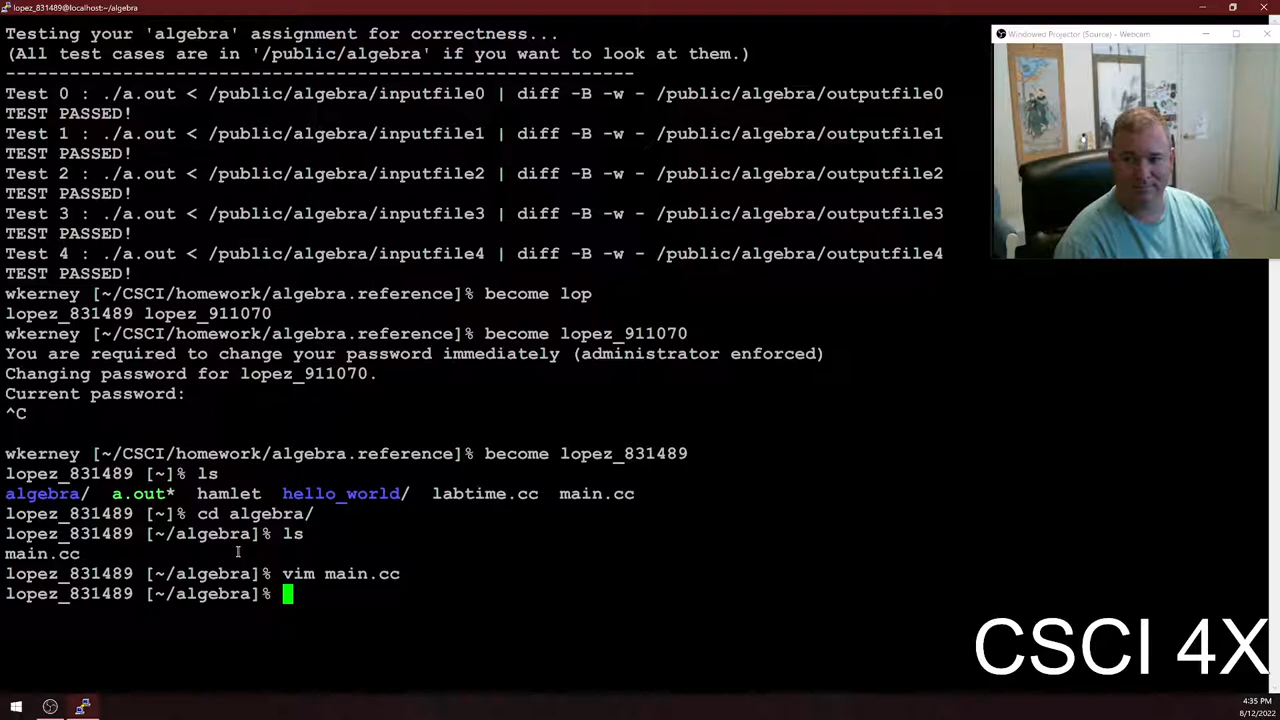 lopez_831489@localhost:~/algebra
Testing your 'algebra' assignment for correctness...
(All test cases are in '/public/algebra' if you want to look at them.)
-----------------------------------------------------------
Test 0 : ./a.out < /public/algebra/inputfile0 | diff -B -w - /public/algebra/outputfile0
TEST PASSED!
Test 1 : ./a.out < /public/algebra/inputfile1 | diff -B -w - /public/algebra/outputfile1
TEST PASSED!
Test 2 : ./a.out < /public/algebra/inputfile2 | diff -B -w - /public/algebra/outputfile2
TEST PASSED!
Test 3 : ./a.out < /public/algebra/inputfile3 | diff -B -w - /public/algebra/outputfile3
TEST PASSED!
Test 4 : ./a.out < /public/algebra/inputfile4 | diff -B -w - /public/algebra/outputfile4
TEST PASSED!
wkerney [~/CSCI/homework/algebra.reference]% become lop
lopez_831489 lopez_911070
wkerney [~/CSCI/homework/algebra.reference]% become lopez_911070
You are required to change your password immediately (administrator enforced)
Changing password for lopez_911070.
Current password:
^C
wkerney [~/CSCI/homework/algebra.reference]% become lopez_831489
lopez_831489 [~]% ls
algebra/ a.out* hamlet hello_world/ labtime.cc main.cc
lopez_831489 [~]% cd algebra/
lopez_831489 [~/algebra]% ls
main.cc
lopez_831489 [~/algebra]% vim main.cc
lopez_831489 [~/algebra]%
Windowed Projector (Source) - Webcam
CSCI 4X
4:35 PM
8/12/2022